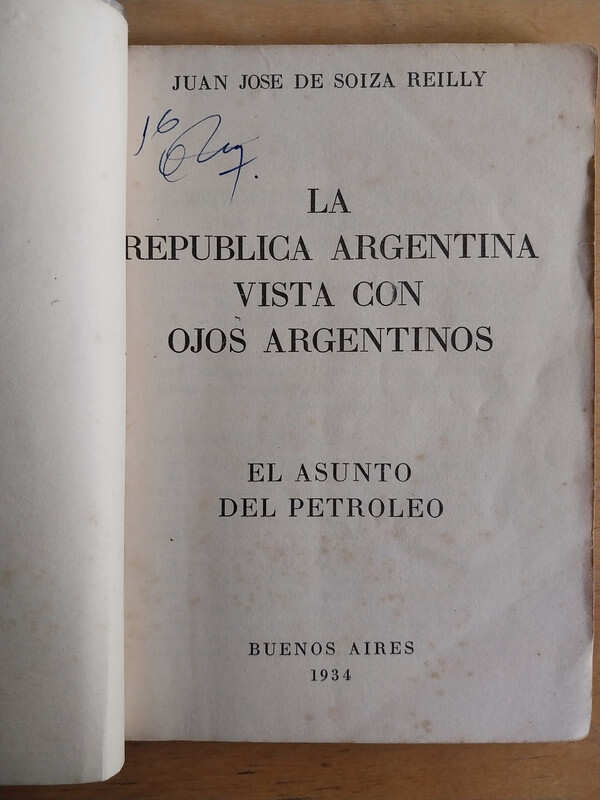 JUAN JOSE DE SOIZA REILLY
LA
REPUBLICA ARGENTINA
VISTA CON
OJOS ARGENTINOS
EL ASUNTO
DEL PETROLEO
BUENOS AIRES
1934